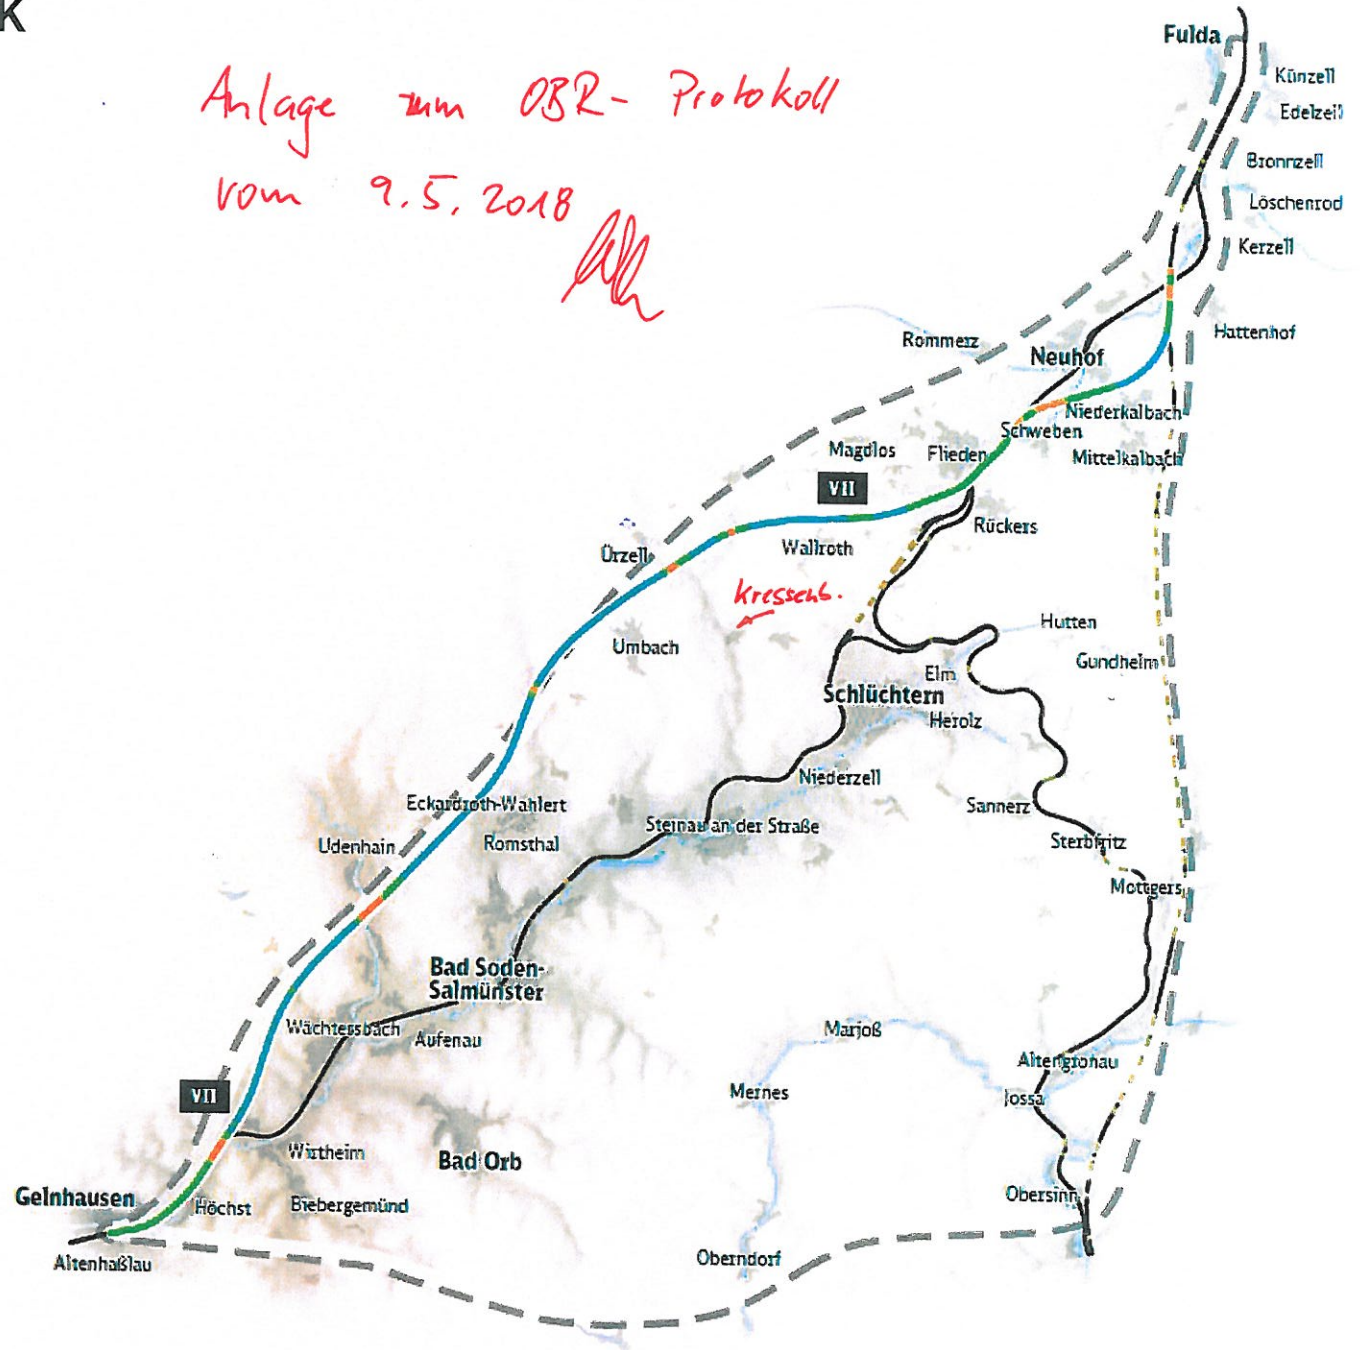 K
Fulda
Künzell
Edelzell
Anlage zum OBR- Protokoll
Bronnzell
vom 9.5.2018
Löschenrod
Kerzell
Hattenhof
Rommerz
Neuhof
Niederkalbach
Schweben
Magdlos
Flieden
Mittelkalbach
VII
Rückers
Wallroth
Ürzell
Kressenb.
Hutten
Umbach
Gundheim
Elm
Schlüchtern
Herolz
Niederzell
Eckardroth-Wahlert
Sannerz
Steinau an der Straße
Udenhain
Romsthal
Sterbfritz
Mottgers
Bad Soden-
Salmünster
Wächtersbach
Marjoß
Aufenau
Altengronau
Mernes
VII
Jossa
Wirtheim
Bad Orb
Gelnhausen
Obersinn
Höchst
Biebergemünd
Oberndorf
Altenhaßlau